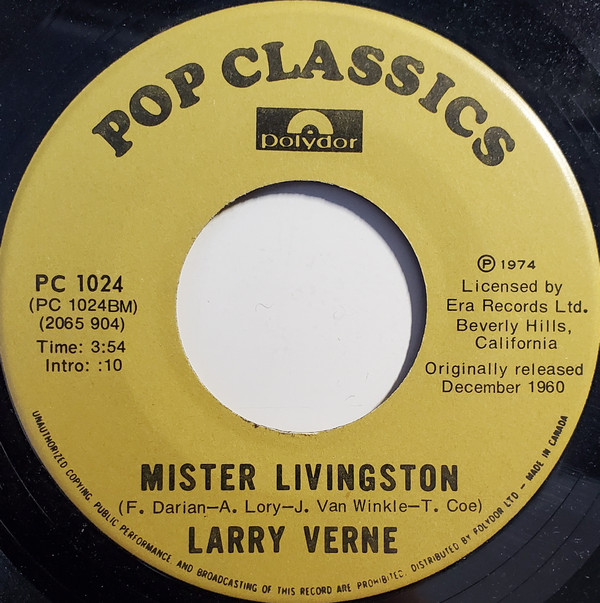 POP CLASSICS
polydor
PC 1024
(PC 1024BM)
(2065 904)
Time: 3:54
Intro: :10
Ⓟ 1974
Licensed by
Era Records Ltd.
Beverly Hills,
California
Originally released
December 1960
MISTER LIVINGSTON
(F. Darian–A. Lory–J. Van Winkle–T. Coe)
LARRY VERNE
UNAUTHORIZED COPYING, PUBLIC PERFORMANCE AND BROADCASTING OF THIS RECORD ARE PROHIBITED. DISTRIBUTED BY POLYDOR LTD – MADE IN CANADA